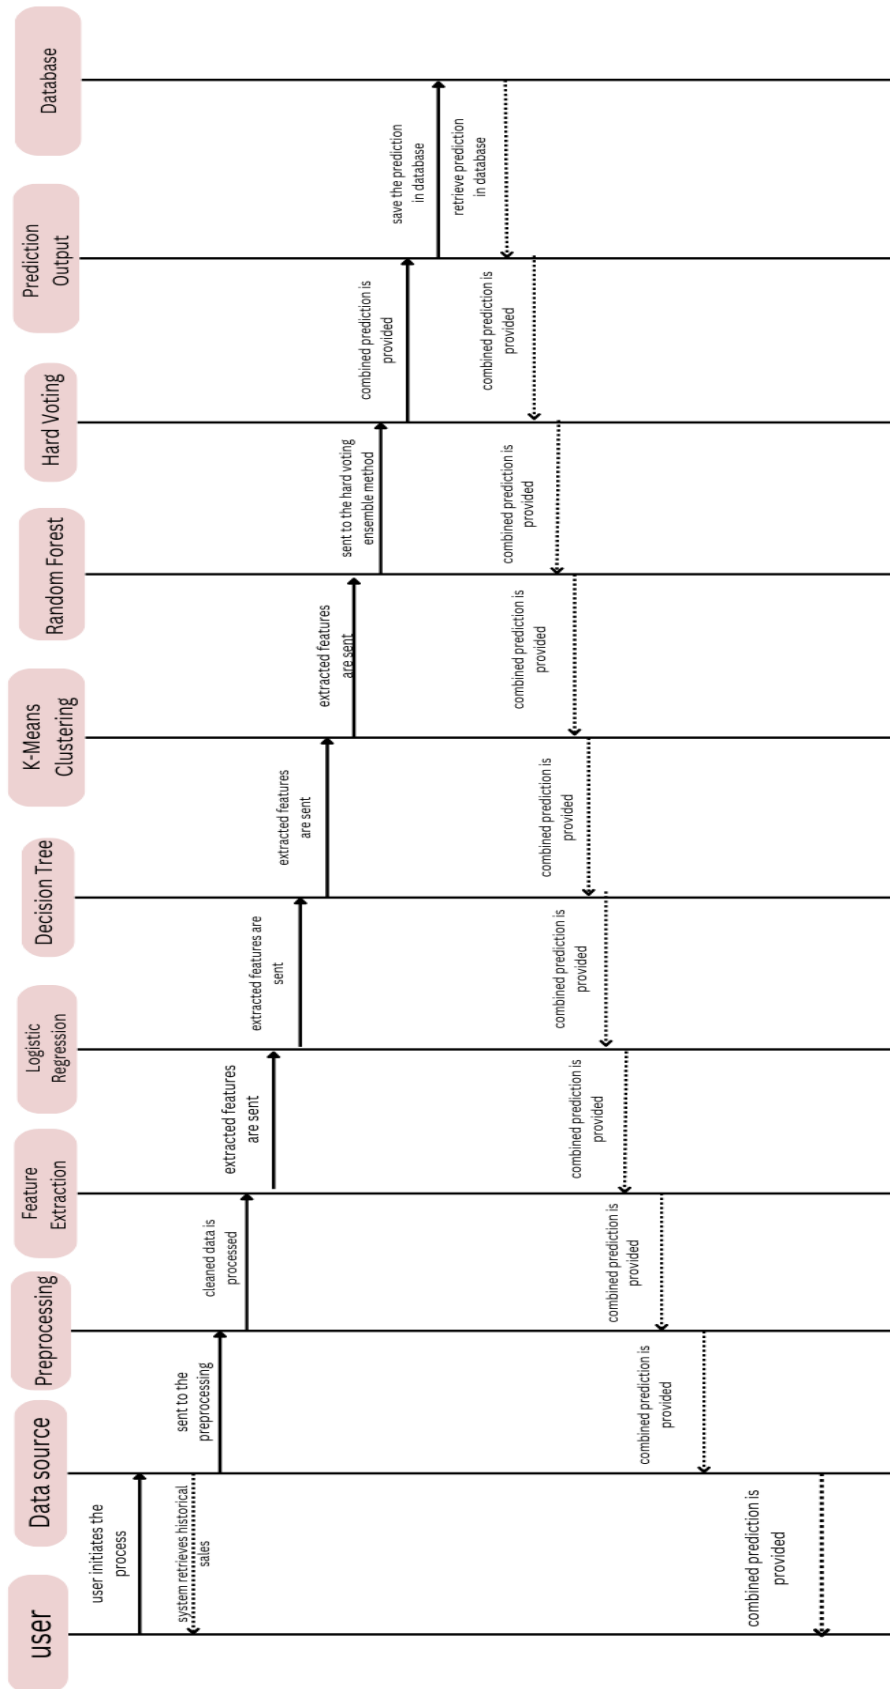 user
Data source
Preprocessing
Feature
Extraction
Logistic
Regression
Decision Tree
K-Means
Clustering
Random Forest
Hard Voting
Prediction
Output
Database
user initiates the
process
system retrieves historical
sales
sent to the
preprocessing
cleaned data is
processed
extracted features
are sent
extracted features are
sent
extracted features
are sent
extracted features
are sent
sent to the hard voting
ensemble method
combined prediction is
provided
save the prediction
in database
retrieve prediction
in database
combined prediction is
provided
combined prediction is
provided
combined prediction is
provided
combined prediction is
provided
combined prediction is
provided
combined prediction is
provided
combined prediction is
provided
combined prediction is
provided
combined prediction is
provided